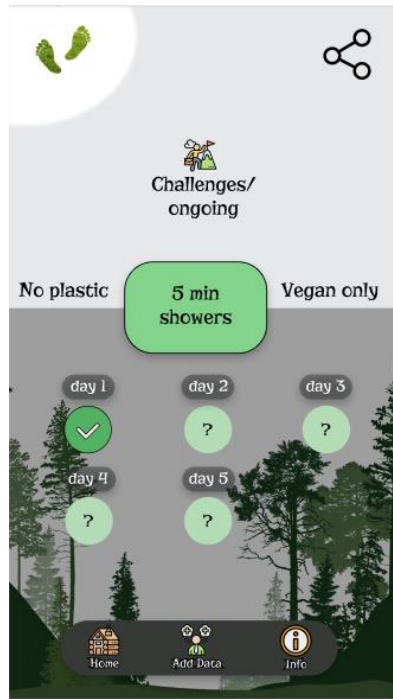 Challenges/
ongoing
No plastic
5 min
showers
Vegan only
day 1
day 2
day 3
?
?
day 4
day 5
?
?
Home
Add Data
Info